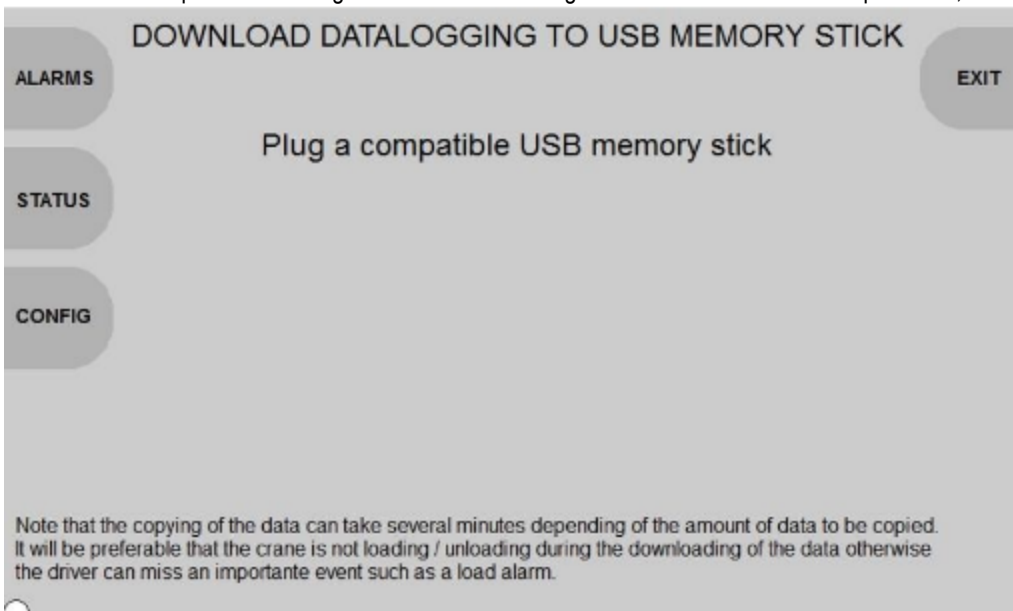 DOWNLOAD DATALOGGING TO USB MEMORY STICK
ALARMS
EXIT
Plug a compatible USB memory stick
STATUS
CONFIG
Note that the copying of the data can take several minutes depending of the amount of data to be copied.
It will be preferable that the crane is not loading / unloading during the downloading of the data otherwise
the driver can miss an importante event such as a load alarm.